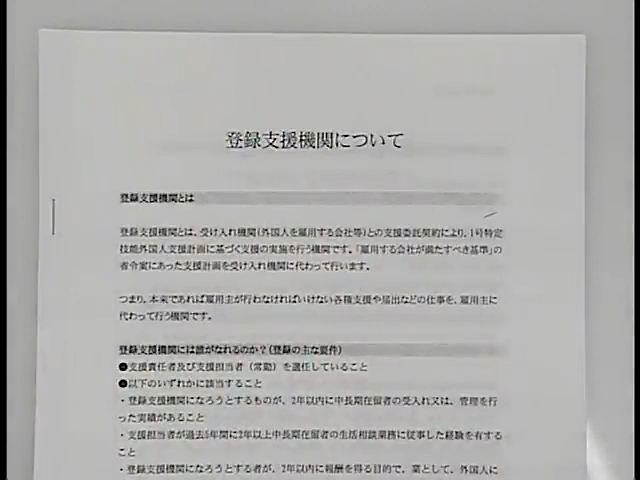 登録支援機関について
登録支援機関とは
登録支援機関とは、受け入れ機関(外国人を雇用する会社等)との支援委託契約により、1号特定
技能外国人支援計画に基づく支援の実施を行う機関です。「雇用する会社が満たすべき基準」の
省令案にあった支援計画を受け入れ機関に代わって行います。
つまり、本来であれば雇用主が行わなければいけない各種支援や届出などの仕事を、雇用主に
代わって行う機関です。
登録支援機関には誰がなれるのか?(登録の主な要件)
●支援責任者及び支援担当者（常勤）を選任していること
●以下のいずれかに該当すること
・登録支援機関になろうとするものが、2年以内に中長期在留者の受入れ又は、管理を行
った実績があること
・支援担当者が過去5年間に2年以上中長期在留者の生活相談業務に従事した経験を有する
こと
・登録支援機関になろうとする者が、2年以内に報酬を得る目的で、業として、外国人に